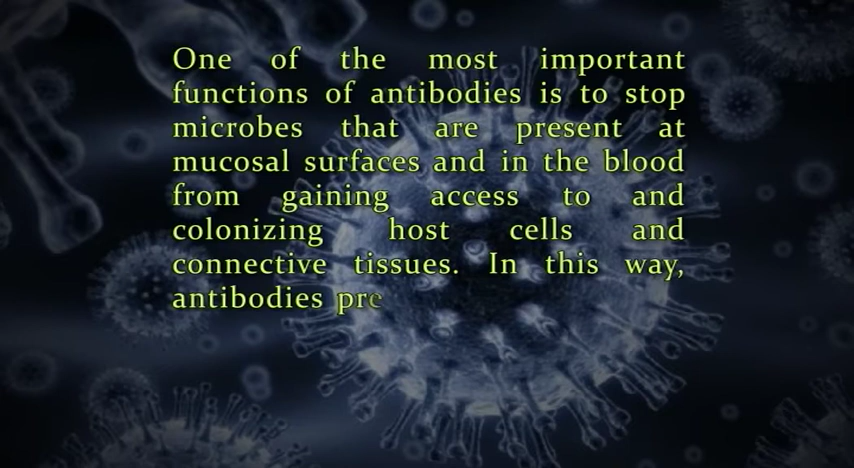 One of the most important
functions of antibodies is to stop
microbes that are present at
mucosal surfaces and in the blood
from gaining access to and
colonizing host cells and
connective tissues. In this way,
antibodies pre